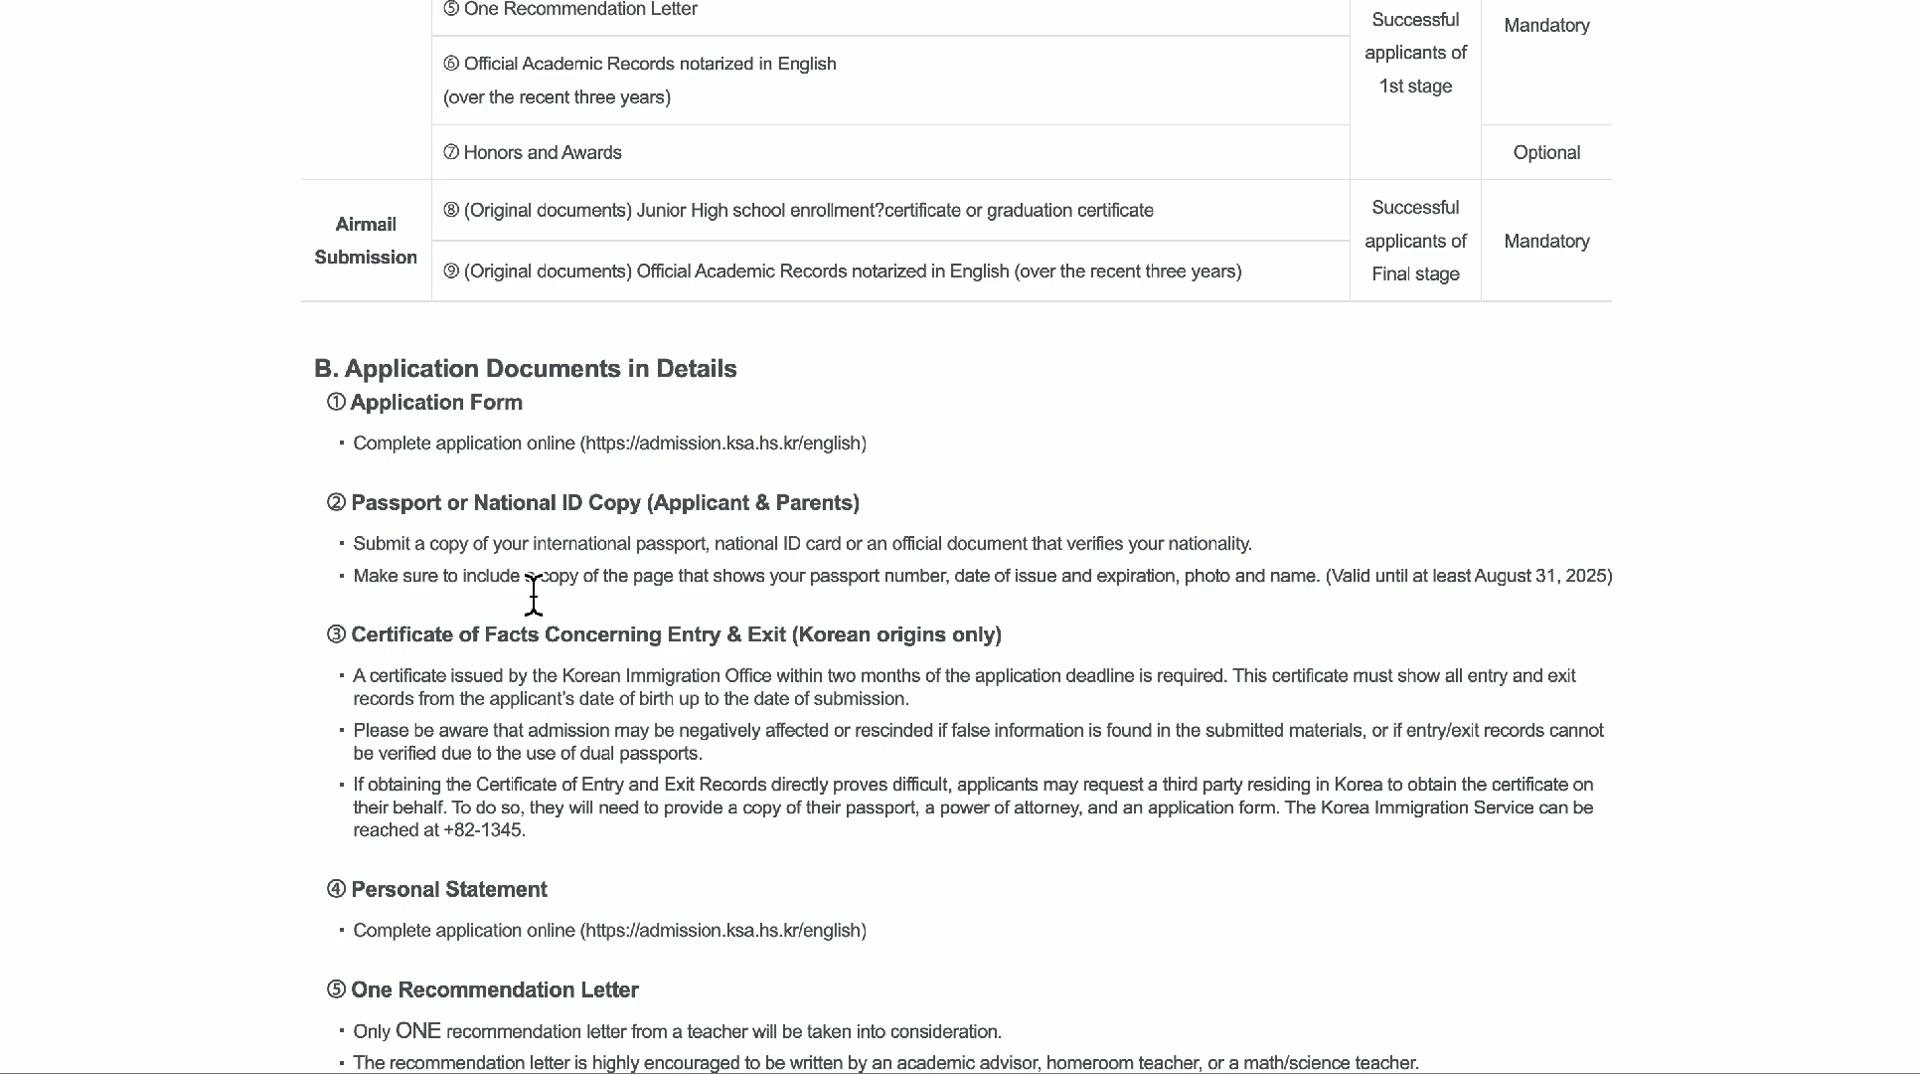 ⑤ One Recommendation Letter
Successful
applicants of
1st stage
Mandatory
⑥ Official Academic Records notarized in English
(over the recent three years)
⑦ Honors and Awards
Optional
Airmail
Submission
⑧ (Original documents) Junior High school enrollment?certificate or graduation certificate
⑨ (Original documents) Official Academic Records notarized in English (over the recent three years)
Successful
applicants of
Final stage
Mandatory
B. Application Documents in Details
① Application Form
▪ Complete application online (https://admission.ksa.hs.kr/english)
② Passport or National ID Copy (Applicant & Parents)
▪ Submit a copy of your international passport, national ID card or an official document that verifies your nationality.
▪ Make sure to include copy of the page that shows your passport number, date of issue and expiration, photo and name. (Valid until at least August 31, 2025)
③ Certificate of Facts Concerning Entry & Exit (Korean origins only)
▪ A certificate issued by the Korean Immigration Office within two months of the application deadline is required. This certificate must show all entry and exit
records from the applicant's date of birth up to the date of submission.
▪ Please be aware that admission may be negatively affected or rescinded if false information is found in the submitted materials, or if entry/exit records cannot
be verified due to the use of dual passports.
▪ If obtaining the Certificate of Entry and Exit Records directly proves difficult, applicants may request a third party residing in Korea to obtain the certificate on
their behalf. To do so, they will need to provide a copy of their passport, a power of attorney, and an application form. The Korea Immigration Service can be
reached at +82-1345.
④ Personal Statement
▪ Complete application online (https://admission.ksa.hs.kr/english)
⑤ One Recommendation Letter
▪ Only ONE recommendation letter from a teacher will be taken into consideration.
▪ The recommendation letter is highly encouraged to be written by an academic advisor, homeroom teacher, or a math/science teacher.